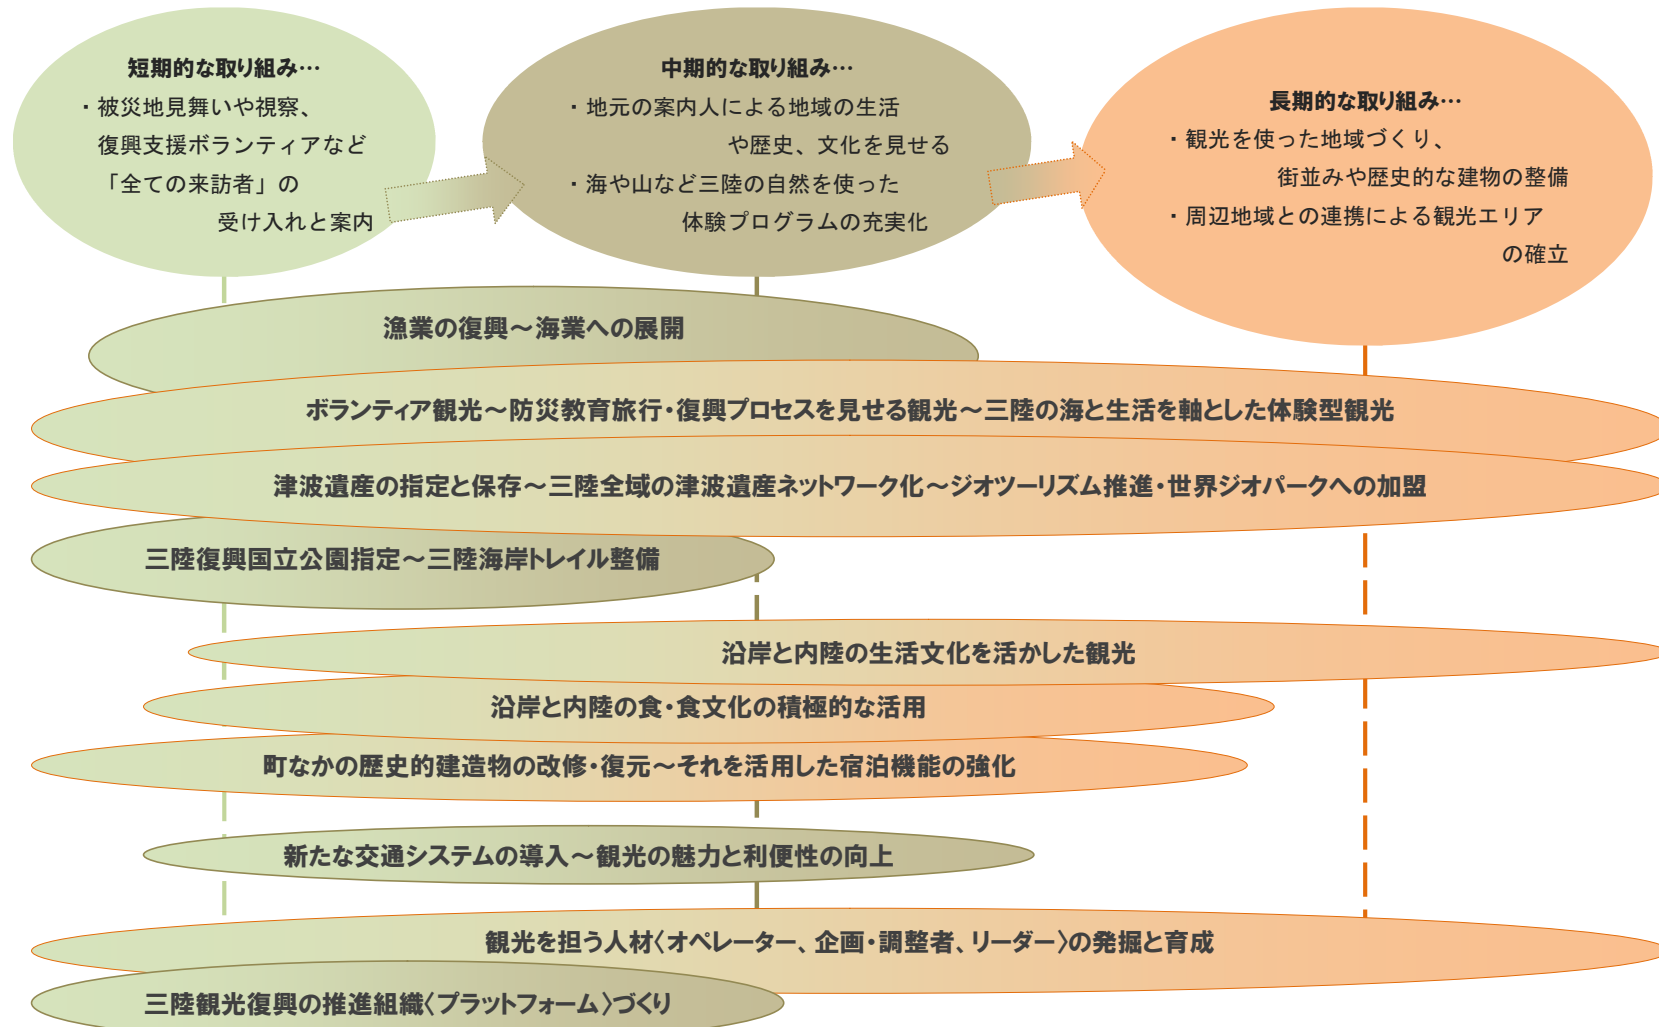 短期的な取り組み…
・被災地見舞いや視察、
復興支援ボランティアなど
「全ての来訪者」の
受け入れと案内
中期的な取り組み…
・地元の案内人による地域の生活
や歴史、文化を見せる
・海や山など三陸の自然を使った
体験プログラムの充実化
長期的な取り組み…
・観光を使った地域づくり、
街並みや歴史的な建物の整備
・周辺地域との連携による観光エリア
の確立
漁業の復興～海業への展開
ボランティア観光～防災教育旅行・復興プロセスを見せる観光～三陸の海と生活を軸とした体験型観光
津波遺産の指定と保存～三陸全域の津波遺産ネットワーク化～ジオツーリズム推進・世界ジオパークへの加盟
三陸復興国立公園指定～三陸海岸トレイル整備
沿岸と内陸の生活文化を活かした観光
沿岸と内陸の食・食文化の積極的な活用
町なかの歴史的建造物の改修・復元～それを活用した宿泊機能の強化
新たな交通システムの導入～観光の魅力と利便性の向上
観光を担う人材〈オペレーター、企画・調整者、リーダー〉の発掘と育成
三陸観光復興の推進組織〈プラットフォーム〉づくり